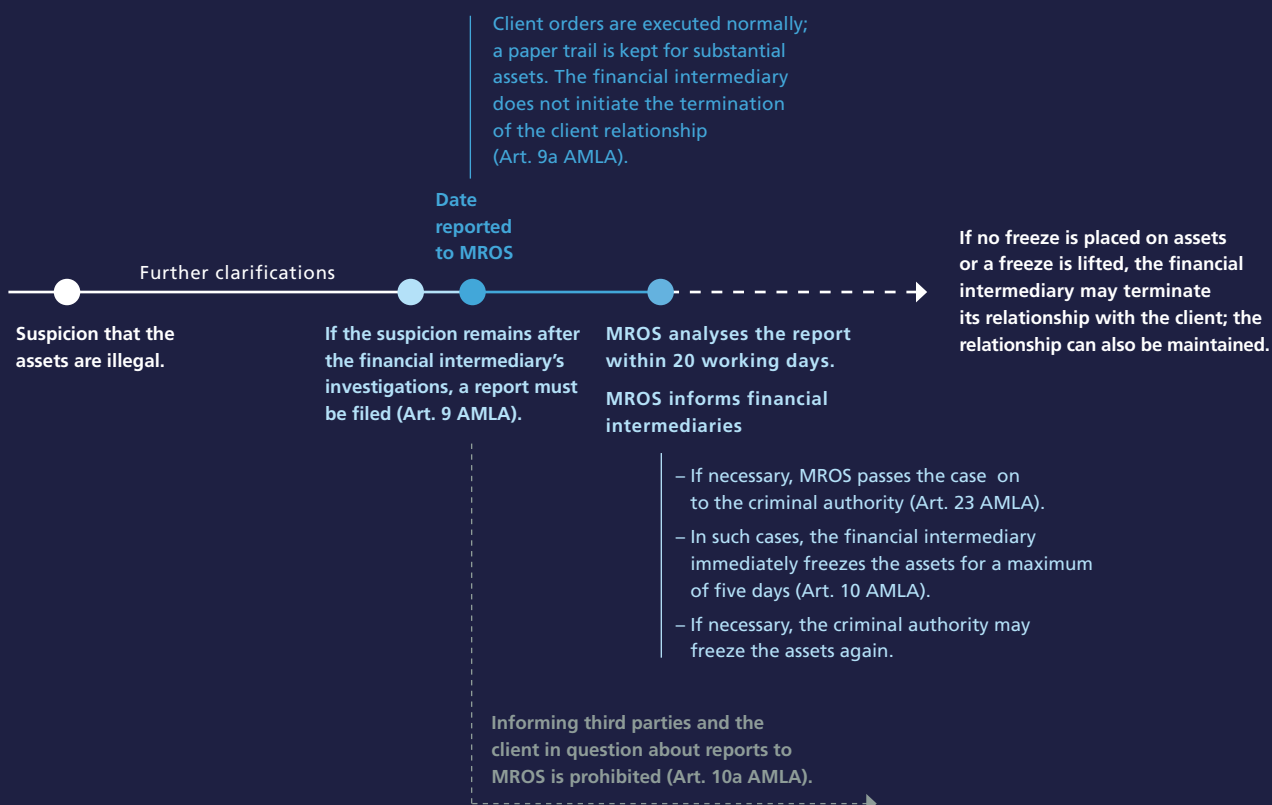 Client orders are executed normally;
a paper trail is kept for substantial
assets. The financial intermediary
does not initiate the termination
of the client relationship
(Art. 9a AMLA).
Date
reported
to MROS
Further clarifications
Suspicion that the
assets are illegal.
If the suspicion remains after
the financial intermediary’s
investigations, a report must
be filed (Art. 9 AMLA).
MROS analyses the report
within 20 working days.
MROS informs financial
intermediaries
– If necessary, MROS passes the case on
to the criminal authority (Art. 23 AMLA).
– In such cases, the financial intermediary
immediately freezes the assets for a maximum
of five days (Art. 10 AMLA).
– If necessary, the criminal authority may
freeze the assets again.
If no freeze is placed on assets
or a freeze is lifted, the financial
intermediary may terminate
its relationship with the client; the
relationship can also be maintained.
Informing third parties and the
client in question about reports to
MROS is prohibited (Art. 10a AMLA).